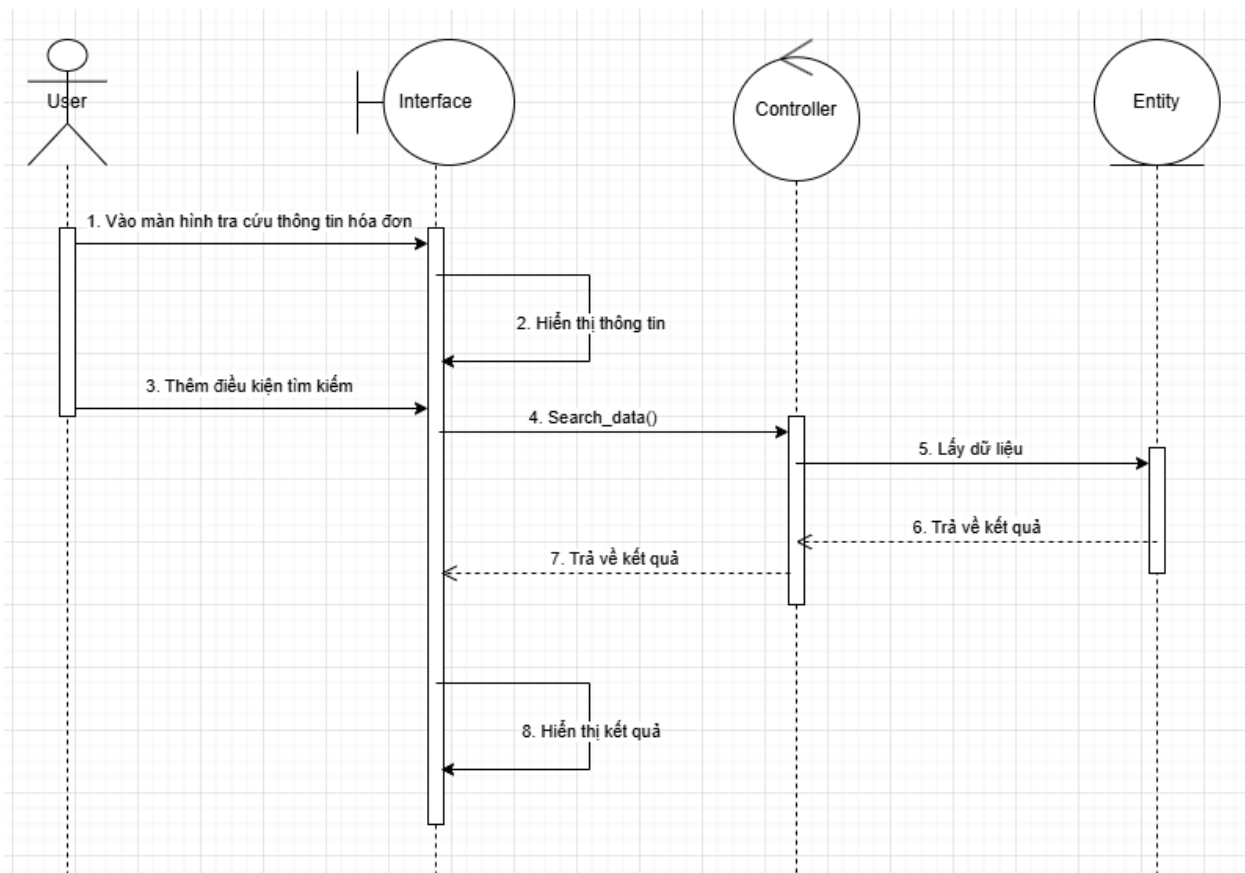 User
Interface
Controller
Entity
1. Vào màn hình tra cứu thông tin hóa đơn
2. Hiển thị thông tin
3. Thêm điều kiện tìm kiếm
4. Search_data()
5. Lấy dữ liệu
6. Trả về kết quả
7. Trả về kết quả
8. Hiển thị kết quả